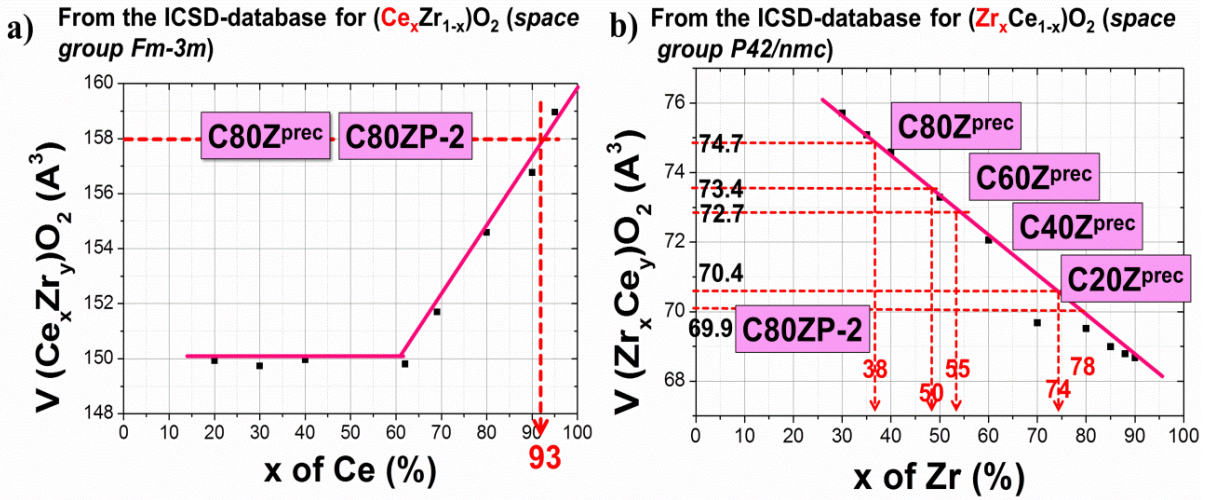 a) From the ICSD-database for (CexZr1-x)O2 (space
group Fm-3m)
V (CexZry)O2 (A3)
160
158
156
154
152
150
148
C80Zprec
C80ZP-2
0 10 20 30 40 50 60 70 80 90 100
93
x of Ce (%)
b) From the ICSD-database for (ZrxCe1-x)O2 (space
group P42/nmc)
V (ZrxCey)O2 (A3)
76
74.7
74
73.4
72.7
72
70.4
70
69.9
68
C80Zprec
C60Zprec
C40Zprec
C20Zprec
C80ZP-2
38
50
55
74
78
0 10 20 30 40 50 60 70 80 90 100
x of Zr (%)